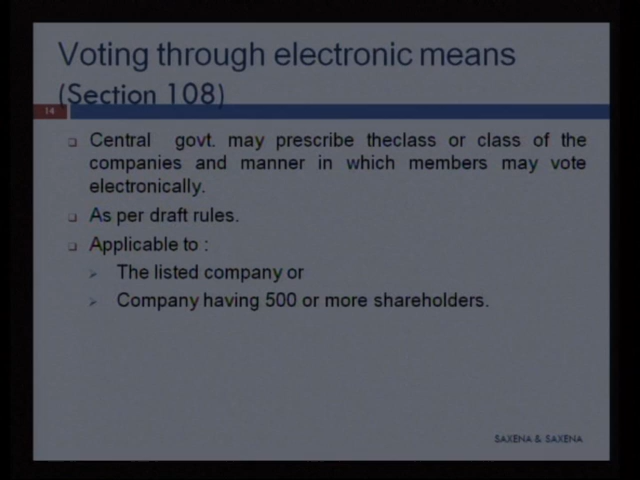 Voting through electronic means
(Section 108)
14
❑ Central govt. may prescribe theclass or class of the
companies and manner in which members may vote
electronically.
❑ As per draft rules.
❑ Applicable to :
➢ The listed company or
➢ Company having 500 or more shareholders.
SAXENA & SAXENA